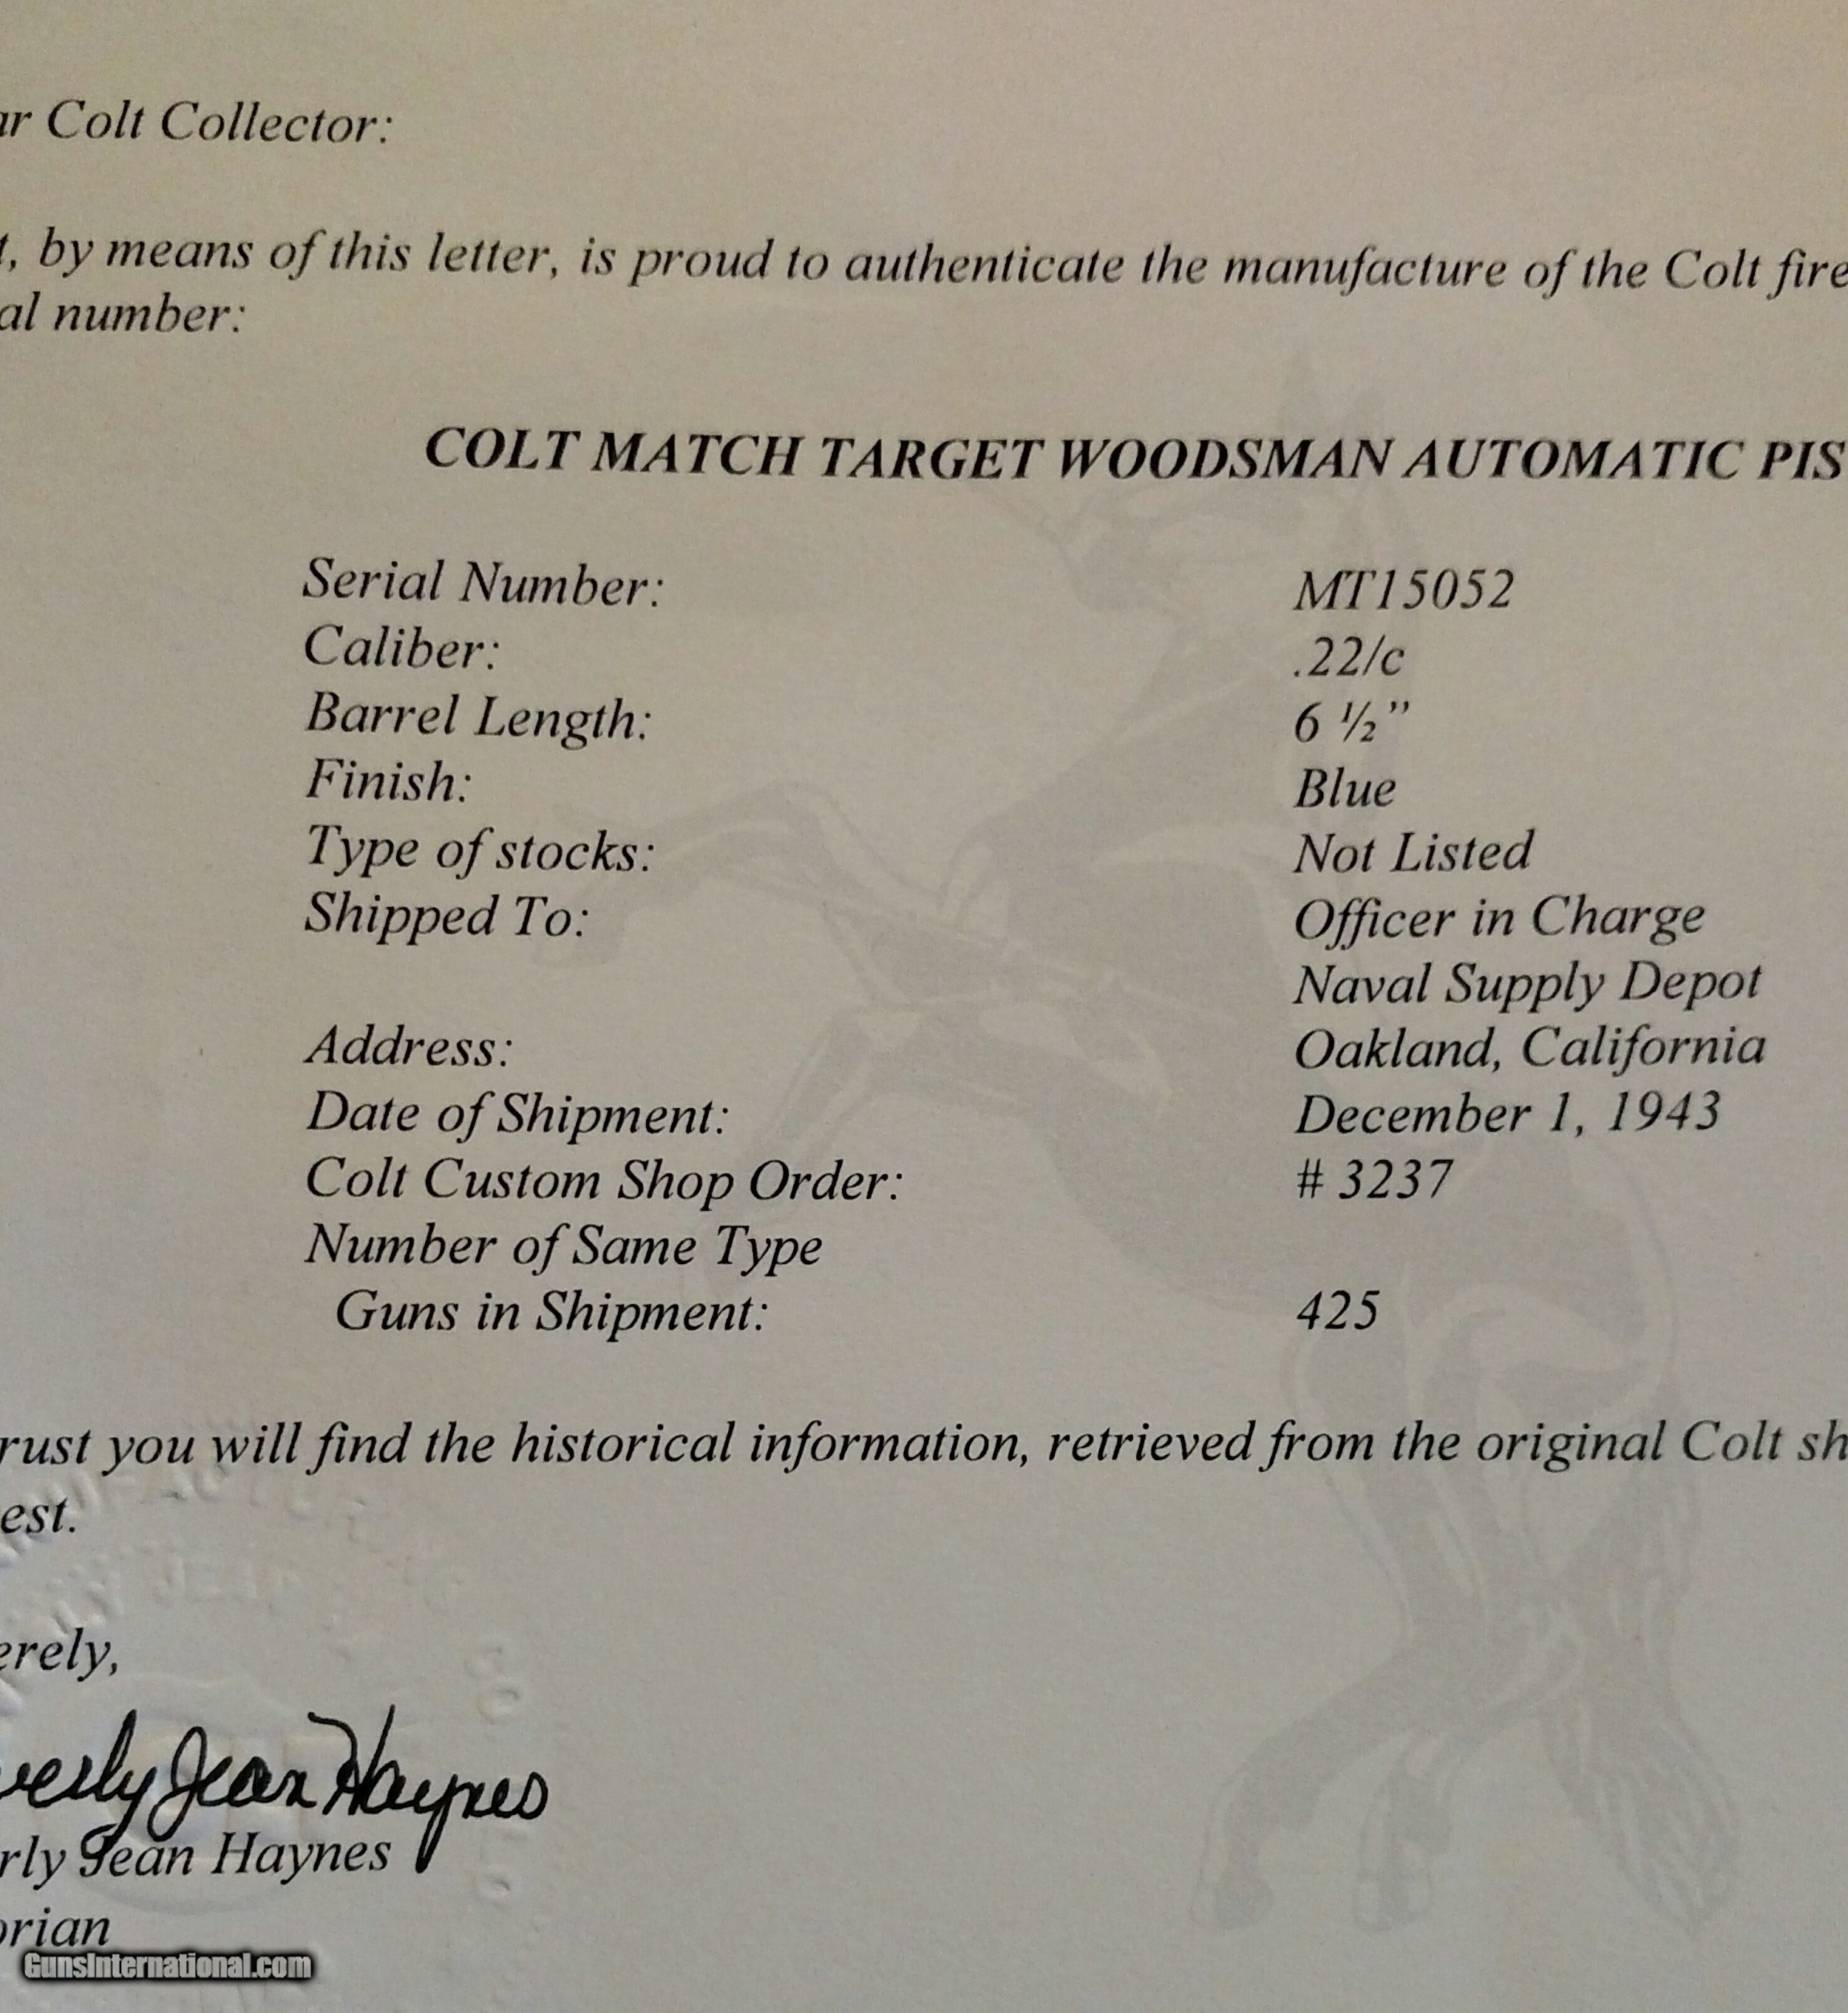 ar Colt Collector:
t, by means of this letter, is proud to authenticate the manufacture of the Colt fire
al number:
COLT MATCH TARGET WOODSMAN AUTOMATIC PIS
Serial Number: MT15052
Caliber: .22/c
Barrel Length: 6 ½”
Finish: Blue
Type of stocks: Not Listed
Shipped To: Officer in Charge
Naval Supply Depot
Address: Oakland, California
Date of Shipment: December 1, 1943
Colt Custom Shop Order: # 3237
Number of Same Type
Guns in Shipment: 425
rust you will find the historical information, retrieved from the original Colt sh
est.
erely,
verly Jean Haynes
rly Jean Haynes
orian
GunsInternational.com